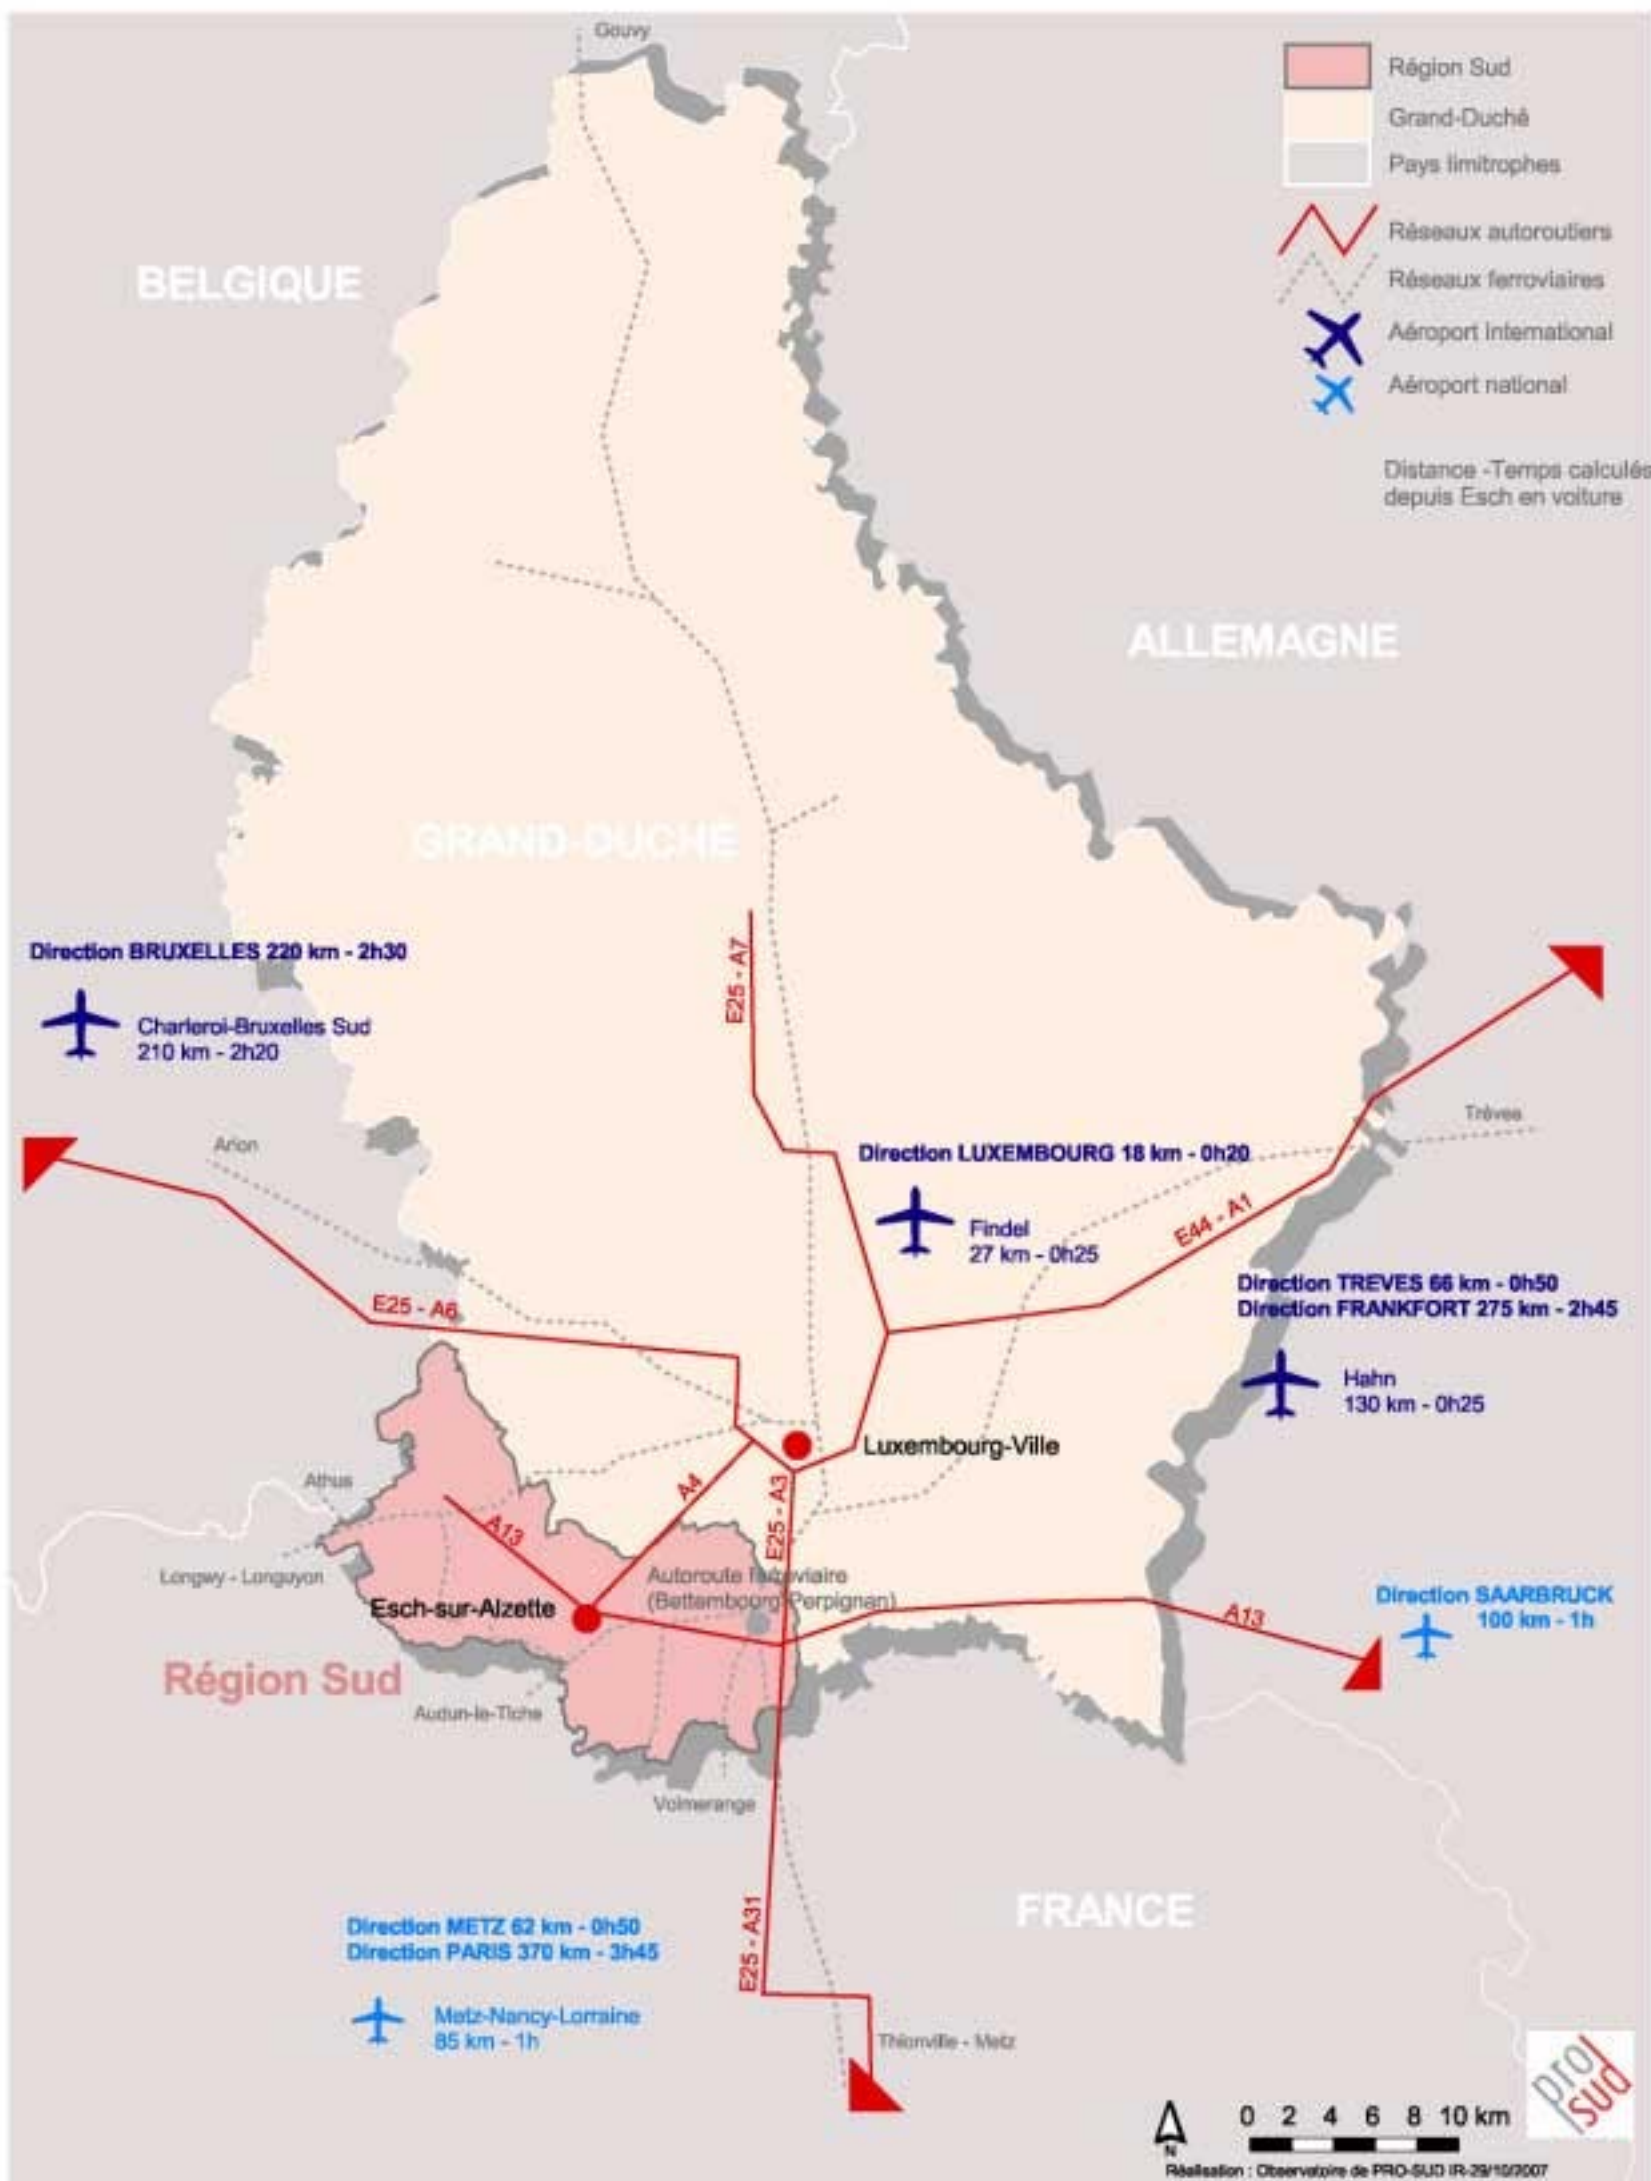 Gouvy
Région Sud
Grand-Duché
Pays limitrophes
Réseaux autoroutiers
Réseaux ferroviaires
Aéroport International
Aéroport national
Distance -Temps calculés
depuis Esch en voiture
BELGIQUE
ALLEMAGNE
GRAND-DUCHE
Direction BRUXELLES 220 km - 2h30
Charleroi-Bruxelles Sud
210 km - 2h20
E25 - A7
Arlon
Trèves
Direction LUXEMBOURG 18 km - 0h20
Findel
27 km - 0h25
E44 - A1
Direction TREVES 66 km - 0h50
Direction FRANKFORT 275 km - 2h45
Hahn
130 km - 0h25
E25 - A6
Luxembourg-Ville
Athus
A4
E25 - A3
A13
Longwy - Longuyon
Autoroute ferroviaire
(Bettembourg-Perpignan)
Esch-sur-Alzette
Direction SAARBRUCK
100 km - 1h
A13
Région Sud
Audun-le-Tiche
Volmerange
FRANCE
Direction METZ 62 km - 0h50
Direction PARIS 370 km - 3h45
E25 - A31
Metz-Nancy-Lorraine
85 km - 1h
Thionville - Metz
pro
sud
0 2 4 6 8 10 km
N
Réalisation : Observatoire de PRO-SUD IR-29/10/2007